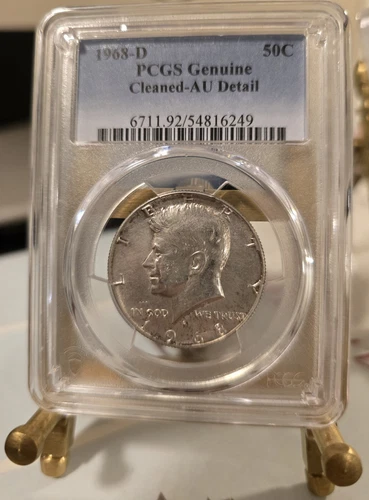 1968-D 50C
PCGS Genuine
Cleaned-AU Detail
6711.92/54816249
LIBERTY
IN GOD WE TRUST
1968